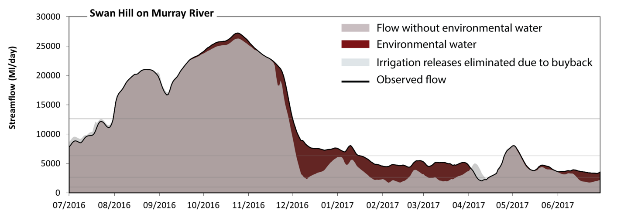 Swan Hill on Murray River
Flow without environmental water
Environmental water
Irrigation releases eliminated due to buyback
Observed flow
Streamflow (Ml/day)
30000
25000
20000
15000
10000
5000
0
07/2016 08/2016 09/2016 10/2016 11/2016 12/2016 01/2017 02/2017 03/2017 04/2017 05/2017 06/2017